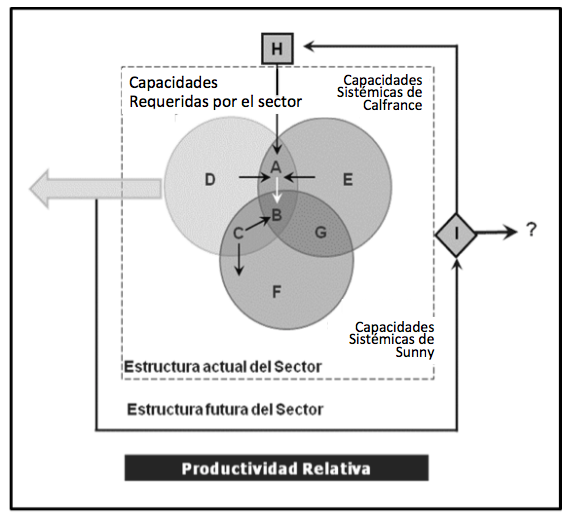 H
Capacidades
Requeridas por el sector
Capacidades
Sistémicas de
Calfrance
A
D
E
B
C
G
I
?
F
Capacidades
Sistémicas de
Sunny
Estructura actual del Sector
Estructura futura del Sector
Productividad Relativa